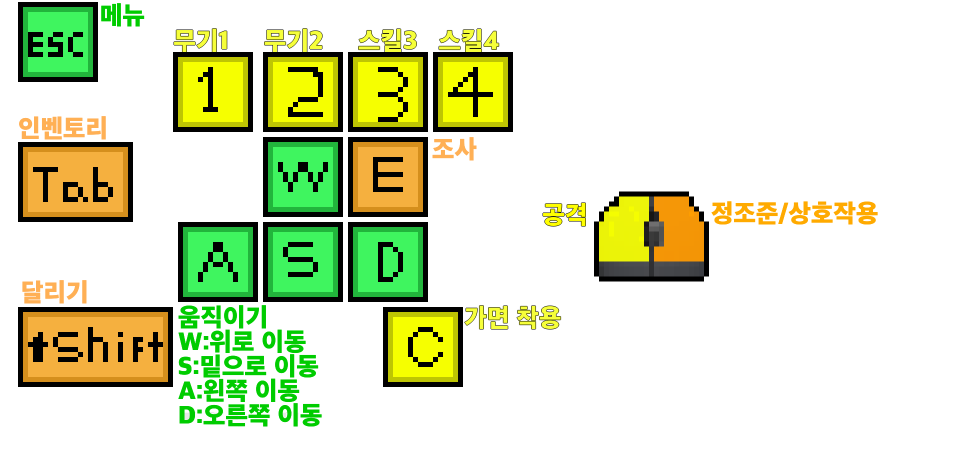 메뉴
ESC
무기1
무기2
스킬3
스킬4
1
2
3
4
인벤토리
Tab
W
E
조사
공격
정조준/상호작용
A
S
D
달리기
Shift
움직이기
W:위로 이동
S:밑으로 이동
A:왼쪽 이동
D:오른쪽 이동
C
가면 착용